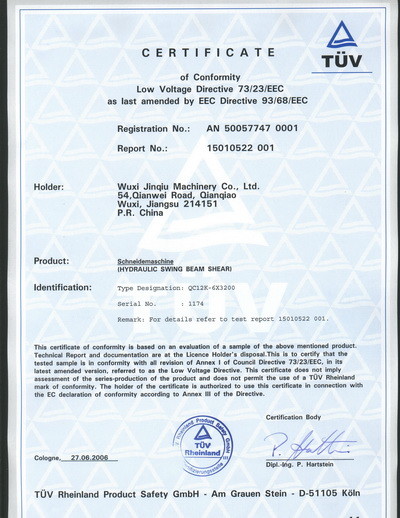 TÜV
CERTIFICATE
of Conformity
Low Voltage Directive 73/23/EEC
as last amended by EEC Directive 93/68/EEC
Registration No.: AN 50057747 0001
Report No.: 15010522 001
Holder: Wuxi Jinqiu Machinery Co., Ltd.
54,Qianwei Road, Qianqiao
Wuxi, Jiangsu 214151
P.R. China
Product: Schneidemaschine
(HYDRAULIC SWING BEAM SHEAR)
Identification: Type Designation: QC12K-6X3200
Serial No. : 1174
Remark: For details refer to test report 15010522 001.
This certificate of conformity is based on an evaluation of a sample of the above mentioned product.
Technical Report and documentation are at the Licence Holder's disposal.This is to certify that the
tested sample is in conformity with all revision of Annex I of Council Directive 73/23/EEC, in its
latest amended version, referred to as the Low Voltage Directive. This certificate does not imply
assessment of the series-production of the product and does not permit the use of a TÜV Rheinland
mark of conformity. The holder of the certificate is authorized to use this certificate in connection with
the EC declaration of conformity according to Annex III of the Directive.
Certification Body
TÜV Rheinland Product Safety GmbH
TÜV
Rheinland
Zertifizierungsstelle
Cologne, 27.06.2006
Dipl.-Ing. P. Hartstein
TÜV Rheinland Product Safety GmbH - Am Grauen Stein - D-51105 Köln